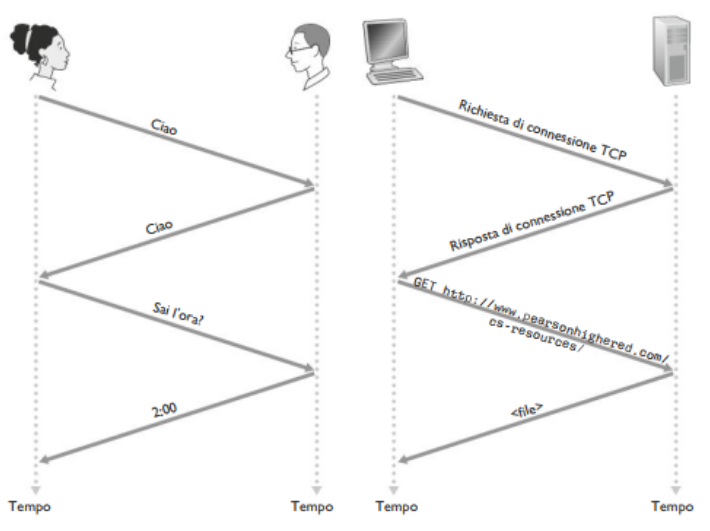 Ciao
Ciao
Sai l'ora?
2:00
Tempo
Tempo
Richiesta di connessione TCP
Risposta di connessione TCP
GET http://www.pearsonhighered.com/
cs-resources/
<file>
Tempo
Tempo